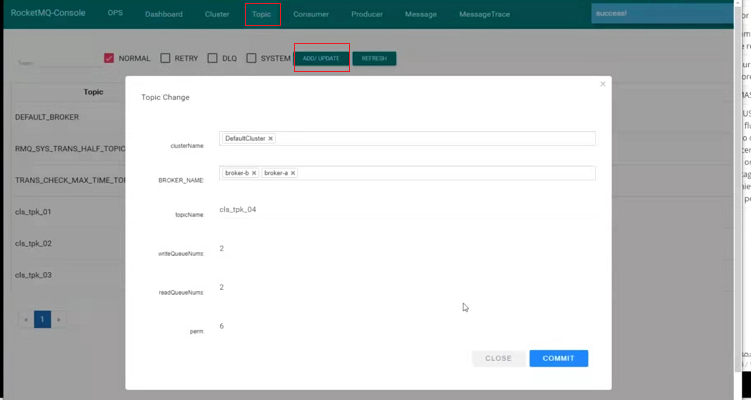 RocketMQ-Console OPS Dashboard Cluster Topic Consumer Producer Message MessageTrace
success!
Topic: NORMAL RETRY DLQ SYSTEM ADD/ UPDATE REFRESH
Topic
DEFAULT_BROKER
RMQ_SYS_TRANS_HALF_TOPIC
TRANS_CHECK_MAX_TIME_TOP
cls_tpk_01
cls_tpk_02
cls_tpk_03
« 1 »
Topic Change ×
clusterName DefaultCluster ×
BROKER_NAME: broker-b × broker-a ×
topicName cls_tpk_04
writeQueueNums 2
readQueueNums 2
perm 6
CLOSE COMMIT